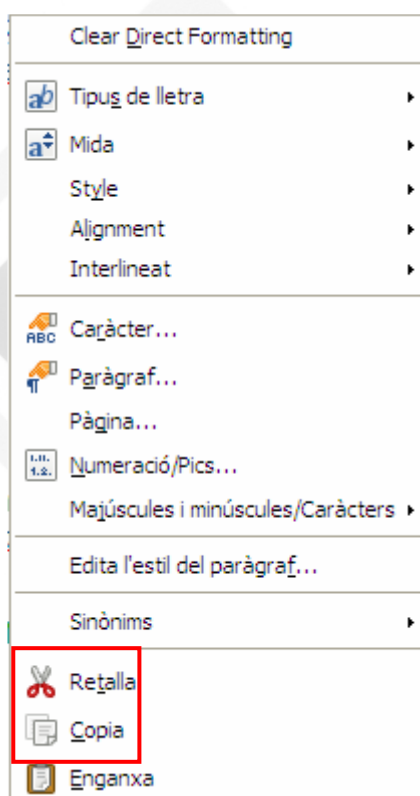 Clear Direct Formatting
Tipus de lletra
Mida
Style
Alignment
Interlineat
Caràcter...
Paràgraf...
Pàgina...
Numeració/Pics...
Majúscules i minúscules/Caràcters
Edita l'estil del paràgraf...
Sinònims
Retalla
Copia
Enganxa